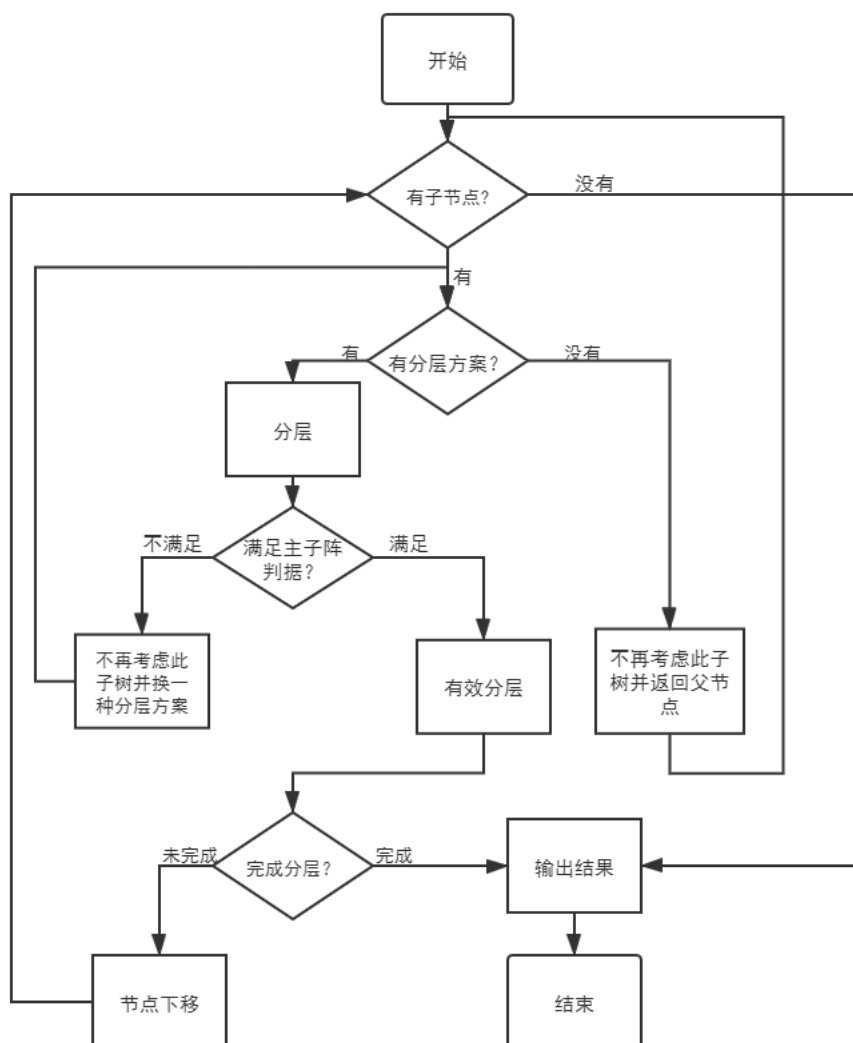 开始
有子节点?
没有
有
有分层方案？
有
没有
分层
满足主子阵
判据？
不满足
满足
不再考虑此
子树并换一
种分层方案
有效分层
不再考虑此子
树并返回父节
点
完成分层？
未完成
完成
输出结果
节点下移
结束